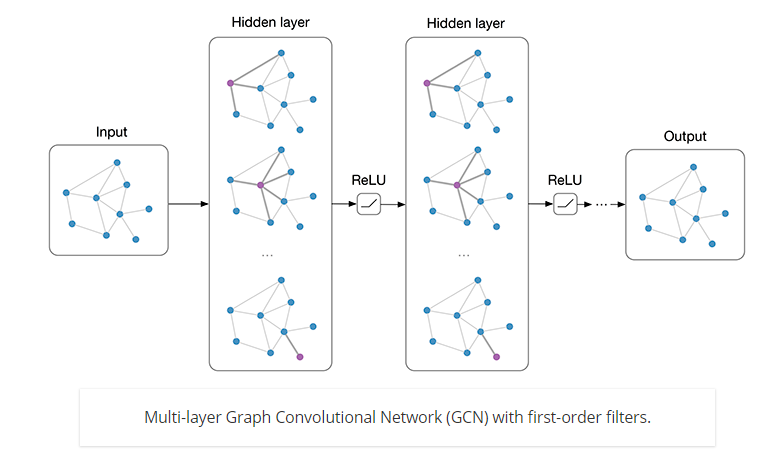 Hidden layer
Hidden layer
Input
Output
ReLU
ReLU
...
...
...
Multi-layer Graph Convolutional Network (GCN) with first-order filters.